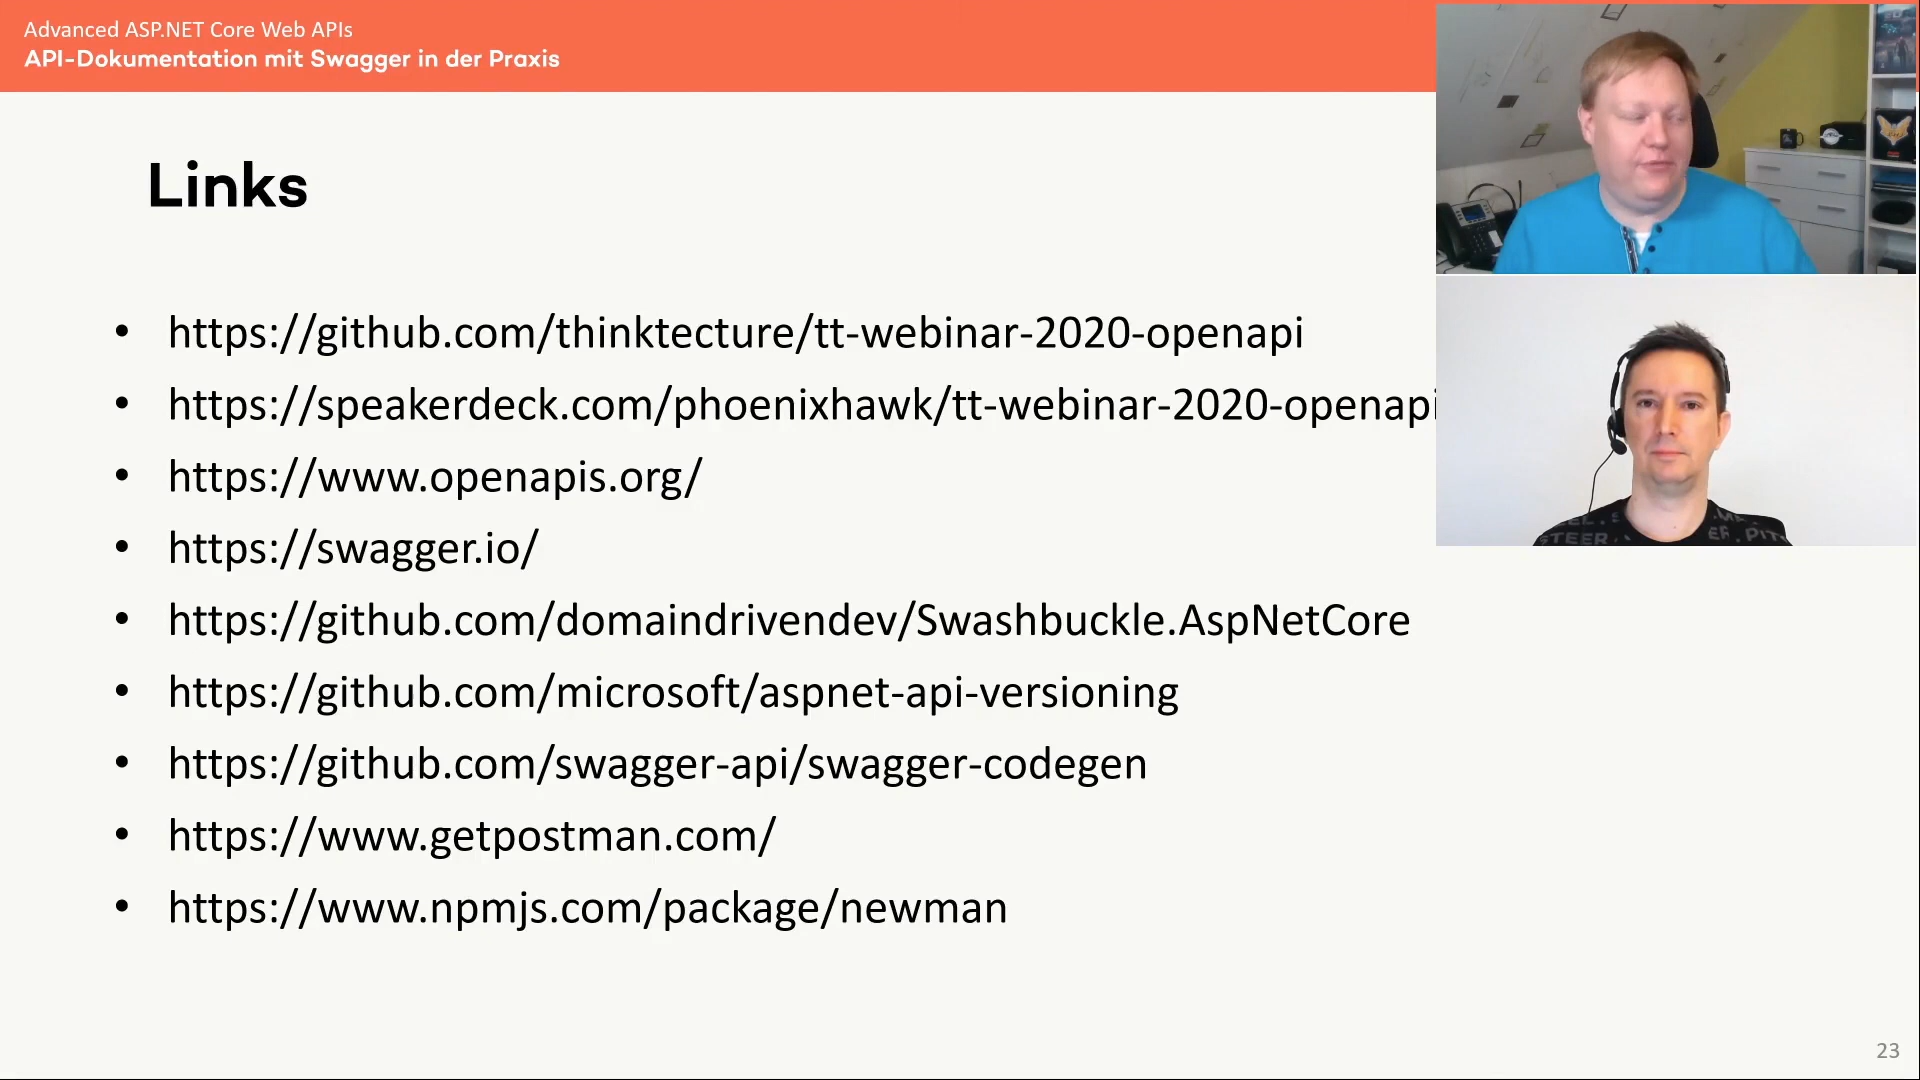 Advanced ASP.NET Core Web APIs
API-Dokumentation mit Swagger in der Praxis
Links
• https://github.com/thinktecture/tt-webinar-2020-openapi
• https://speakerdeck.com/phoenixhawk/tt-webinar-2020-openapi
• https://www.openapis.org/
• https://swagger.io/
• https://github.com/domaindrivendev/Swashbuckle.AspNetCore
• https://github.com/microsoft/aspnet-api-versioning
• https://github.com/swagger-api/swagger-codegen
• https://www.getpostman.com/
• https://www.npmjs.com/package/newman
23